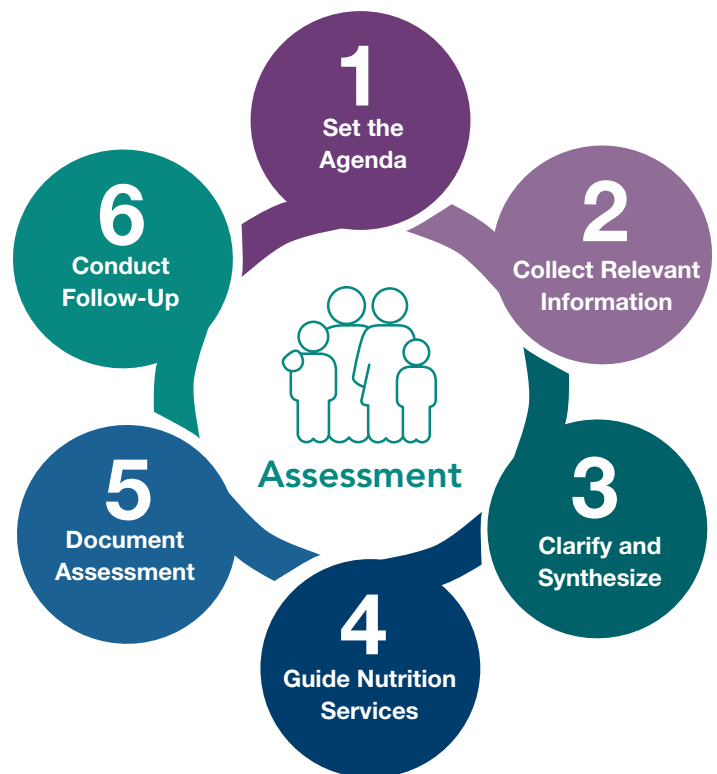 1
Set the
Agenda
2
Collect Relevant
Information
3
Clarify and
Synthesize
4
Guide Nutrition
Services
5
Document
Assessment
6
Conduct
Follow-Up
Assessment